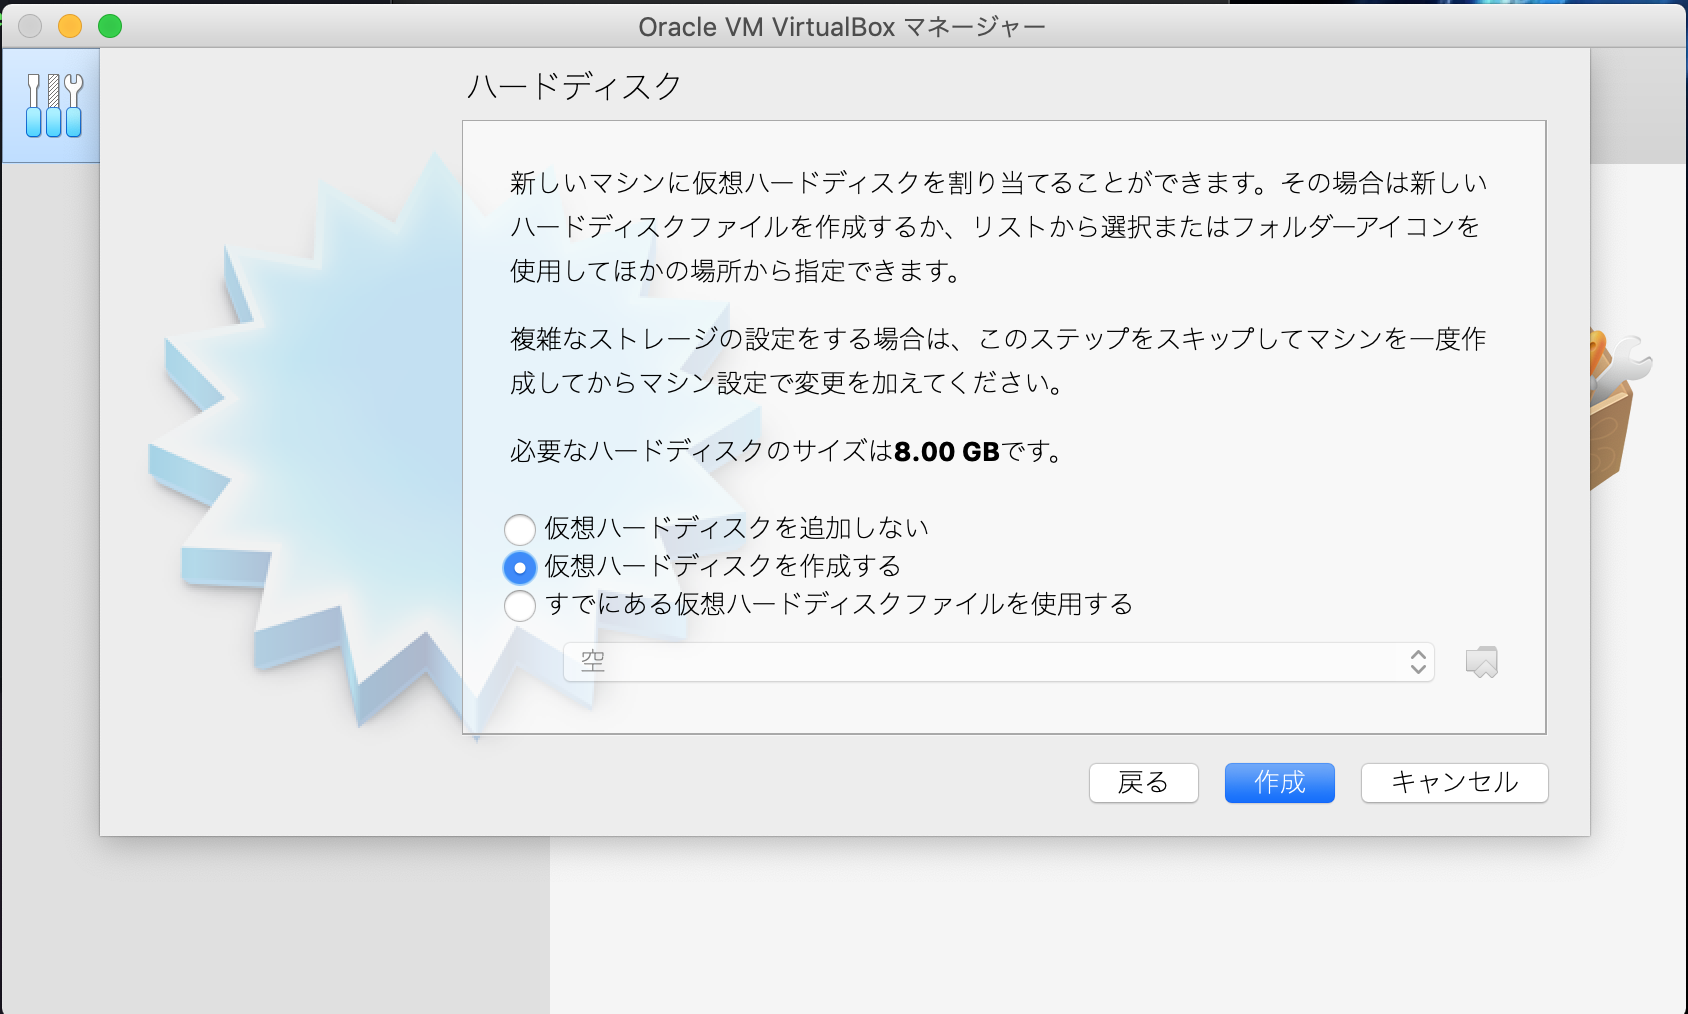 Oracle VM VirtualBox マネージャー
ハードディスク
新しいマシンに仮想ハードディスクを割り当てることができます。その場合は新しい
ハードディスクファイルを作成するか、リストから選択またはフォルダーアイコンを
使用してほかの場所から指定できます。
複雑なストレージの設定をする場合は、このステップをスキップしてマシンを一度作
成してからマシン設定で変更を加えてください。
必要なハードディスクのサイズは8.00 GBです。
仮想ハードディスクを追加しない
仮想ハードディスクを作成する
すでにある仮想ハードディスクファイルを使用する
空
戻る 作成 キャンセル